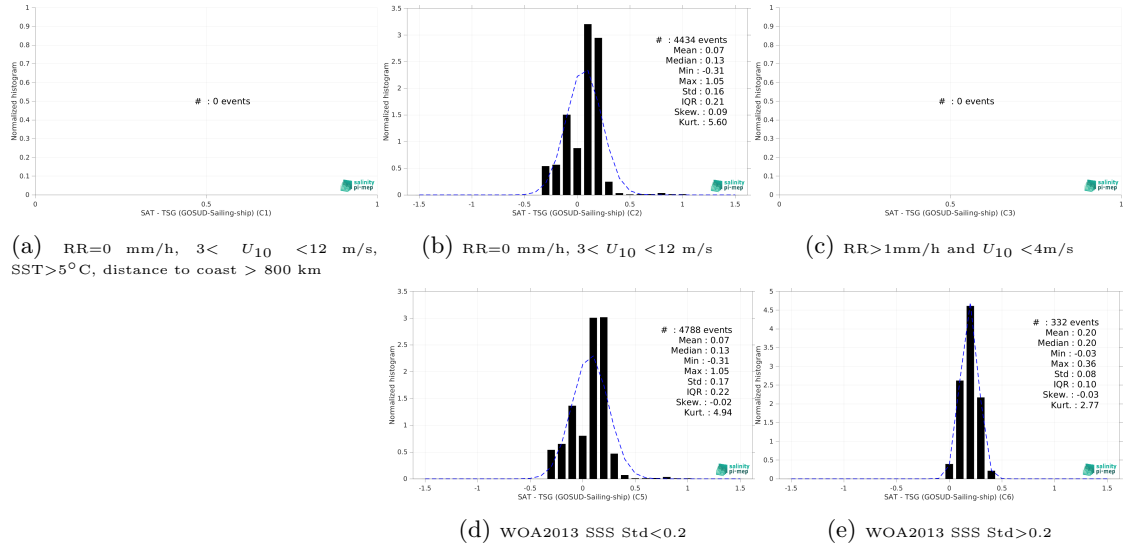 1
0.9
0.8
0.7
0.6
0.5
0.4
0.3
0.2
0.1
0
Normalized histogram
# : 0 events
salinity
pi-mep
0 0.5 1
SAT - TSG (GOSUD-Sailing-ship) (C1)
(a) RR=0 mm/h, 3< U10 <12 m/s,
SST>5°C, distance to coast > 800 km
3.5
3
2.5
2
1.5
1
0.5
0
Normalized histogram
# : 4434 events
Mean : 0.07
Median : 0.13
Min : -0.31
Max : 1.05
Std : 0.16
IQR : 0.21
Skew. : 0.09
Kurt. : 5.60
salinity
pi-mep
-1.5 -1 -0.5 0 0.5 1 1.5
SAT - TSG (GOSUD-Sailing-ship) (C2)
(b) RR=0 mm/h, 3< U10 <12 m/s
1
0.9
0.8
0.7
0.6
0.5
0.4
0.3
0.2
0.1
0
Normalized histogram
# : 0 events
salinity
pi-mep
0 0.5 1
SAT - TSG (GOSUD-Sailing-ship) (C3)
(c) RR>1mm/h and U10 <4m/s
3.5
3
2.5
2
1.5
1
0.5
0
Normalized histogram
# : 4788 events
Mean : 0.07
Median : 0.13
Min : -0.31
Max : 1.05
Std : 0.17
IQR : 0.22
Skew. : -0.02
Kurt. : 4.94
salinity
pi-mep
-1.5 -1 -0.5 0 0.5 1 1.5
SAT - TSG (GOSUD-Sailing-ship) (C5)
(d) WOA2013 SSS Std<0.2
5
4.5
4
3.5
3
2.5
2
1.5
1
0.5
0
Normalized histogram
# : 332 events
Mean : 0.20
Median : 0.20
Min : -0.03
Max : 0.36
Std : 0.08
IQR : 0.10
Skew. : -0.03
Kurt. : 2.77
salinity
pi-mep
-1.5 -1 -0.5 0 0.5 1 1.5
SAT - TSG (GOSUD-Sailing-ship) (C6)
(e) WOA2013 SSS Std>0.2